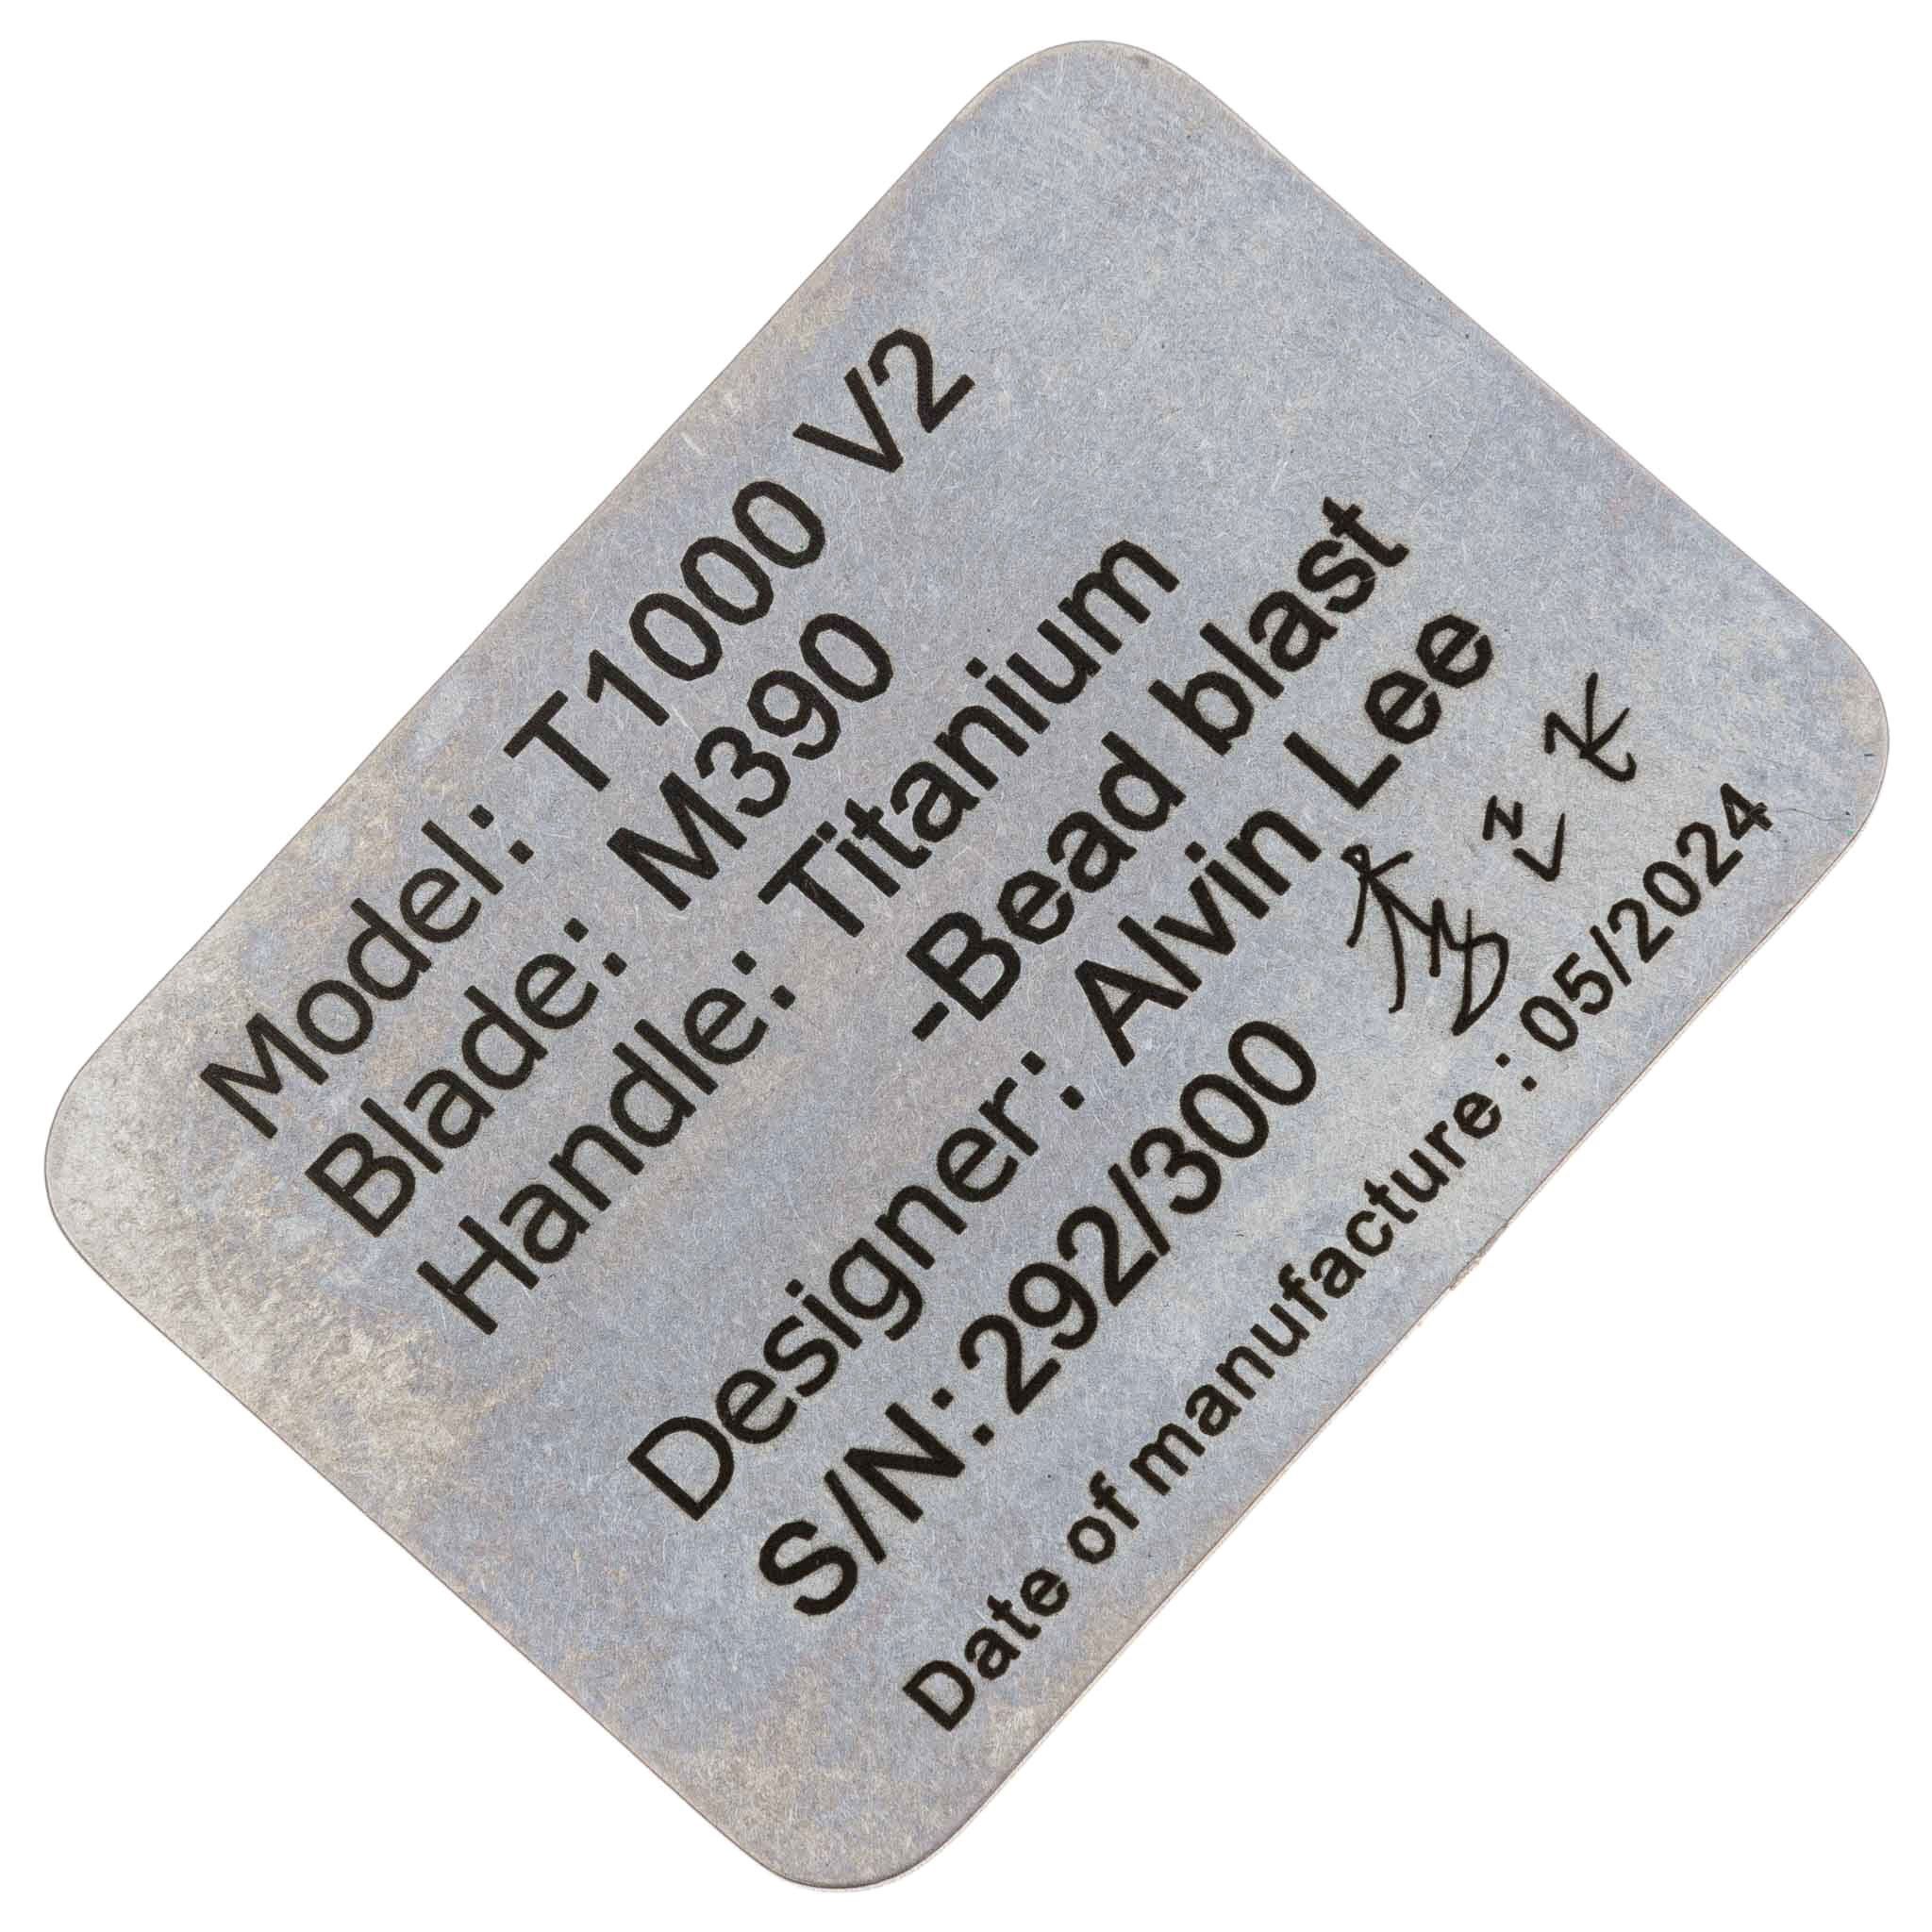 Model: T1000 V2
Blade: M390
Handle: Titanium
-Bead blast
Designer: Alvin Lee
S/N: 292/300
Date of manufacture : 05/2024